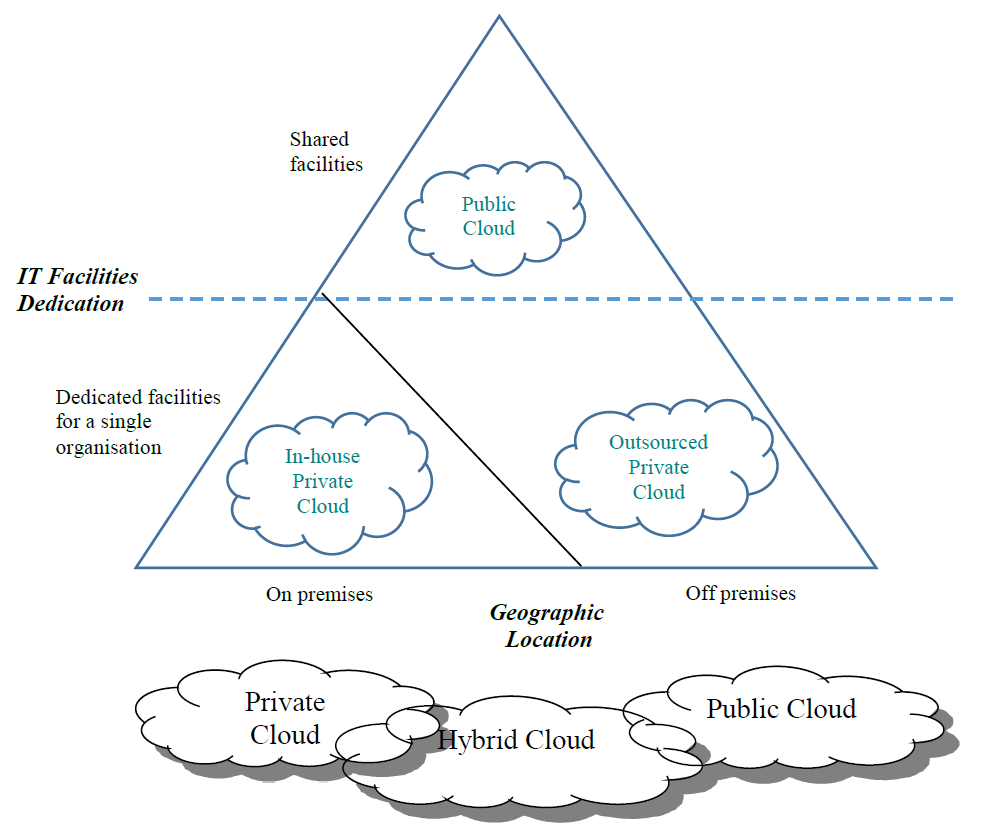 Shared
facilities
Public
Cloud
IT Facilities
Dedication
Dedicated facilities
for a single
organisation
In-house
Private
Cloud
Outsourced
Private
Cloud
On premises
Off premises
Geographic
Location
Private
Cloud
Hybrid Cloud
Public Cloud